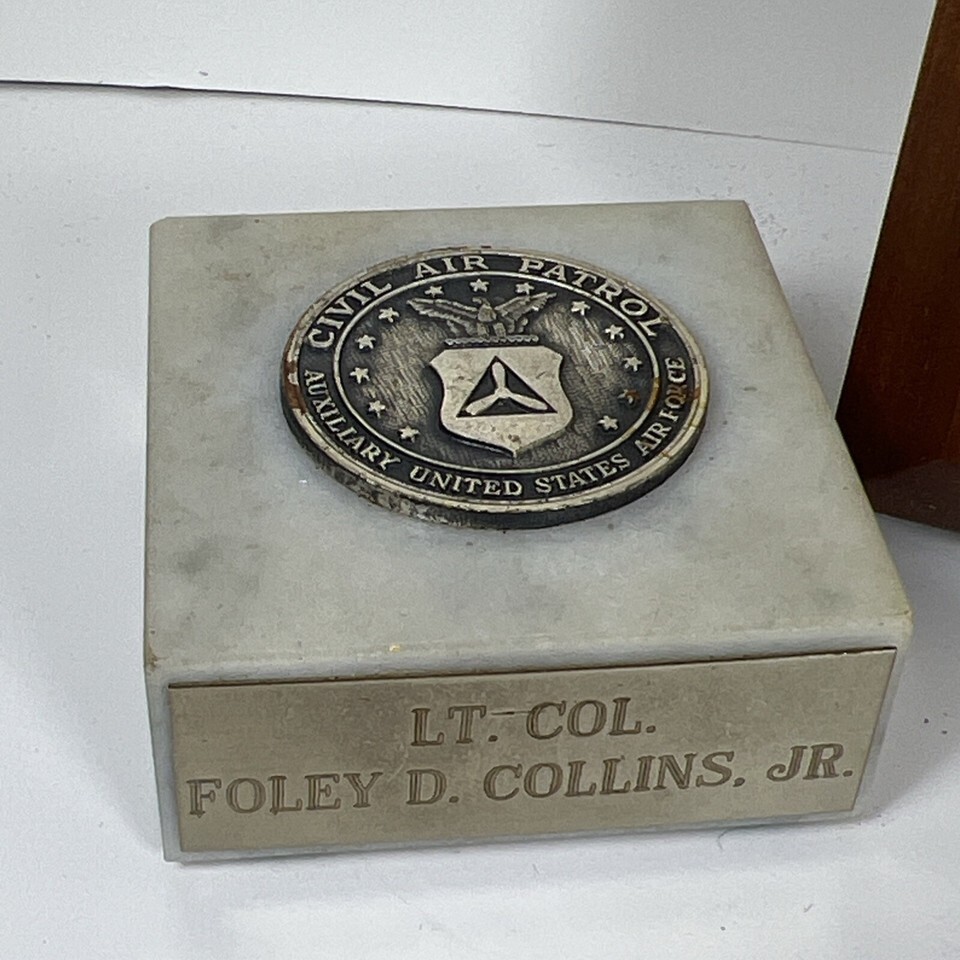 CIVIL AIR PATROL
AUXILIARY UNITED STATES AIR FORCE
LT. COL.
FOLEY D. COLLINS, JR.